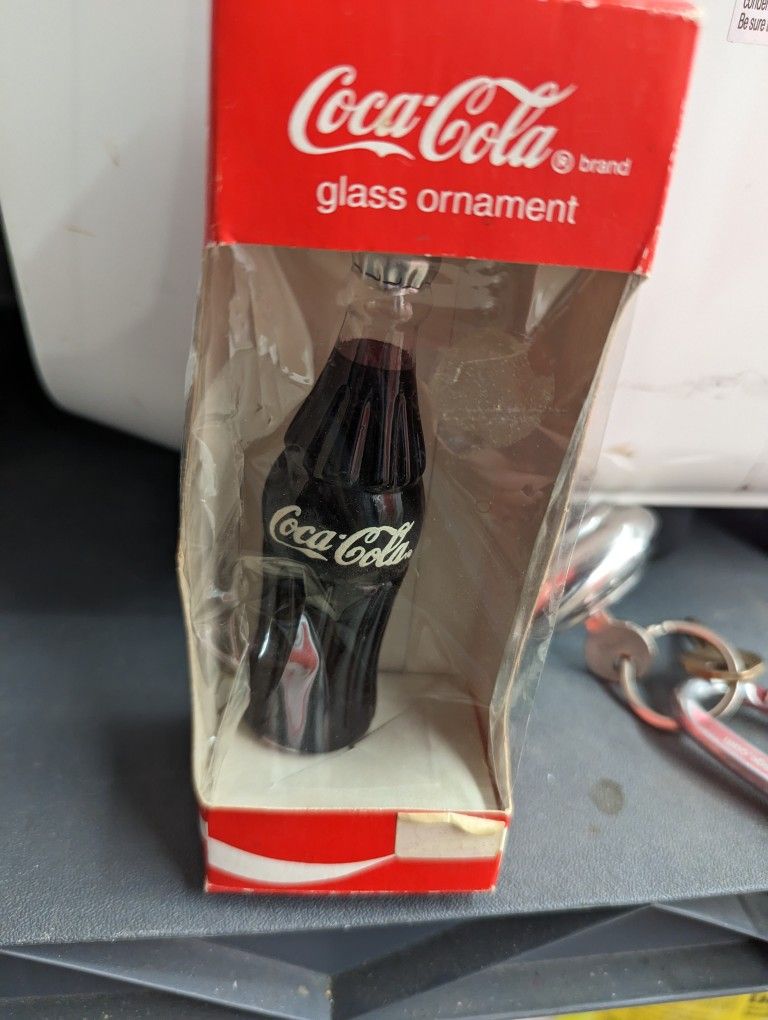 Be sure
Coca-Cola ® brand
glass ornament
Coca-Cola